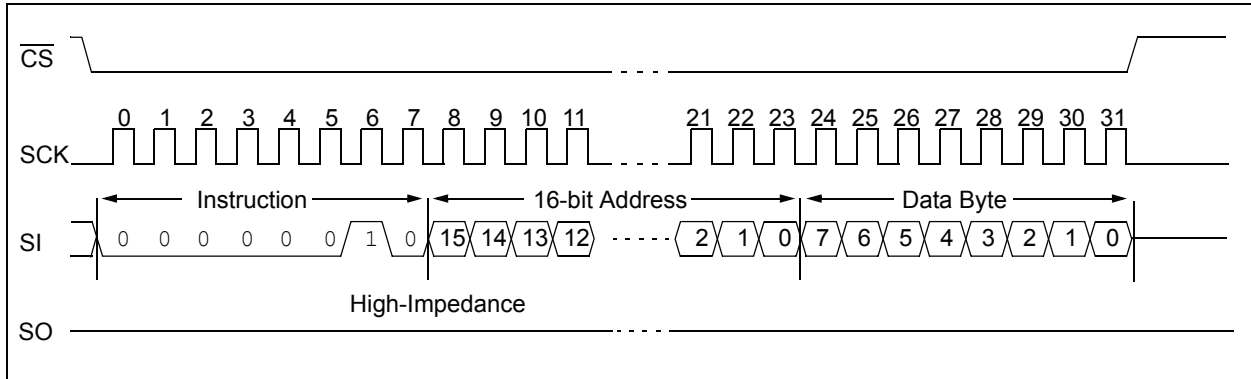 CS
0 1 2 3 4 5 6 7 8 9 10 11 21 22 23 24 25 26 27 28 29 30 31
SCK
Instruction 16-bit Address Data Byte
SI 0 0 0 0 0 0 1 0 15 14 13 12 2 1 0 7 6 5 4 3 2 1 0
High-Impedance
SO